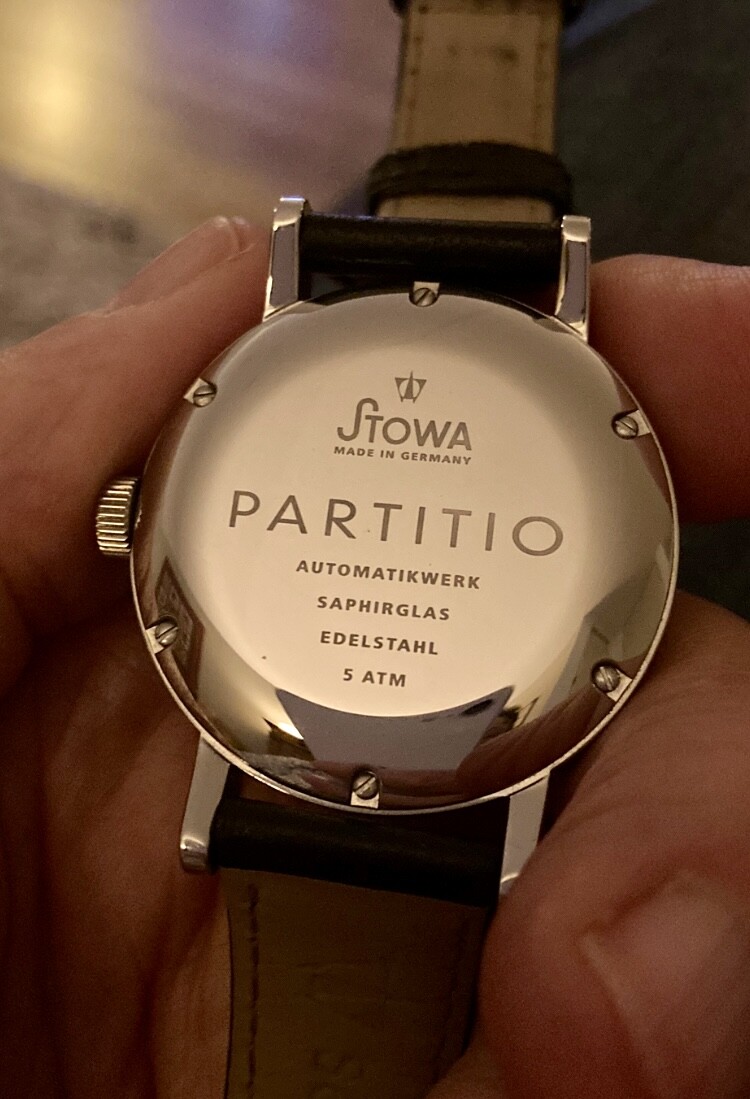 STOWA
MADE IN GERMANY
PARTITIO
AUTOMATIKWERK
SAPHIRGLAS
EDELSTAHL
5 ATM